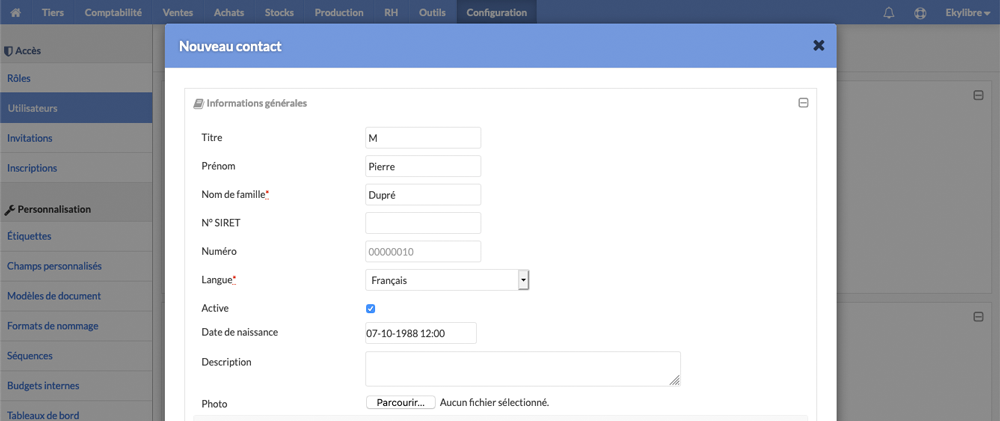 Tiers Comptabilité Ventes Achats Stocks Production RH Outils Configuration Ekylibre
Nouveau contact
Accès
Rôles
Utilisateurs
Invitations
Inscriptions
Personnalisation
Étiquettes
Champs personnalisés
Modèles de document
Formats de nommage
Séquences
Budgets internes
Tableaux de bord
Informations générales
Titre M
Prénom Pierre
Nom de famille* Dupré
N° SIRET
Numéro 00000010
Langue* Français
Active
Date de naissance 07-10-1988 12:00
Description
Photo Parcourir... Aucun fichier sélectionné.